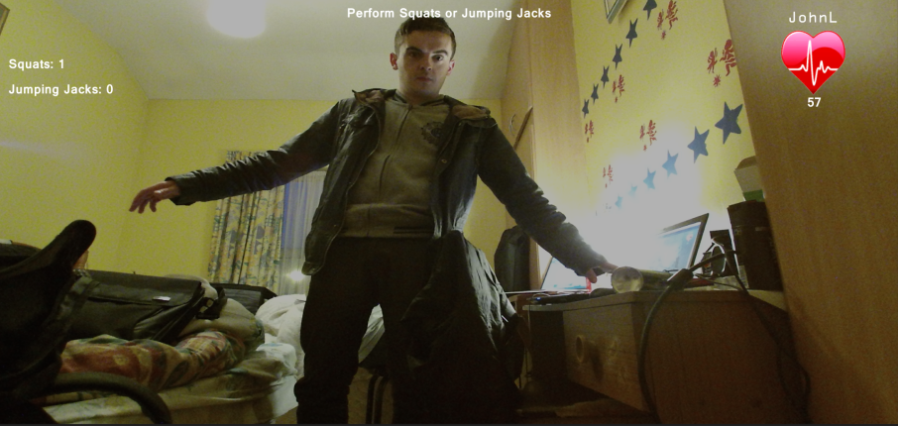 Perform Squats or Jumping Jacks
JohnL
Squats: 1
Jumping Jacks: 0
57